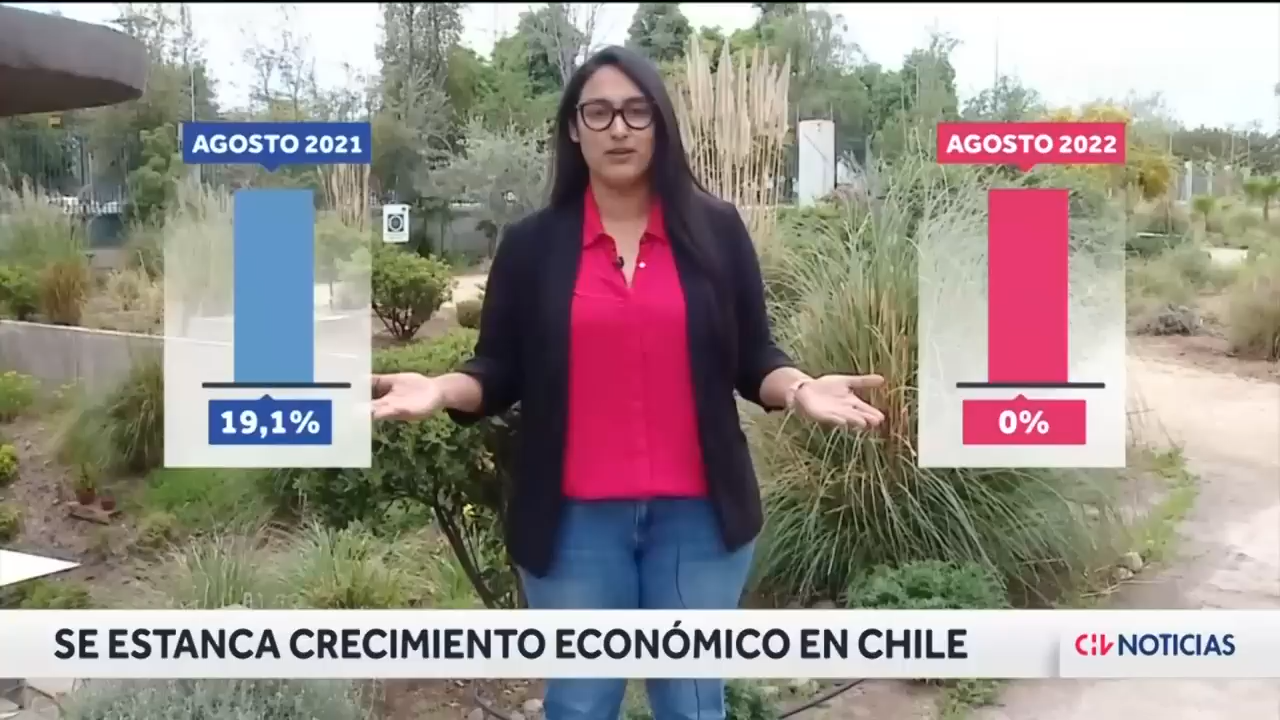 AGOSTO 2021
19,1%
AGOSTO 2022
0%
SE ESTANCA CRECIMIENTO ECONÓMICO EN CHILE
CHV NOTICIAS